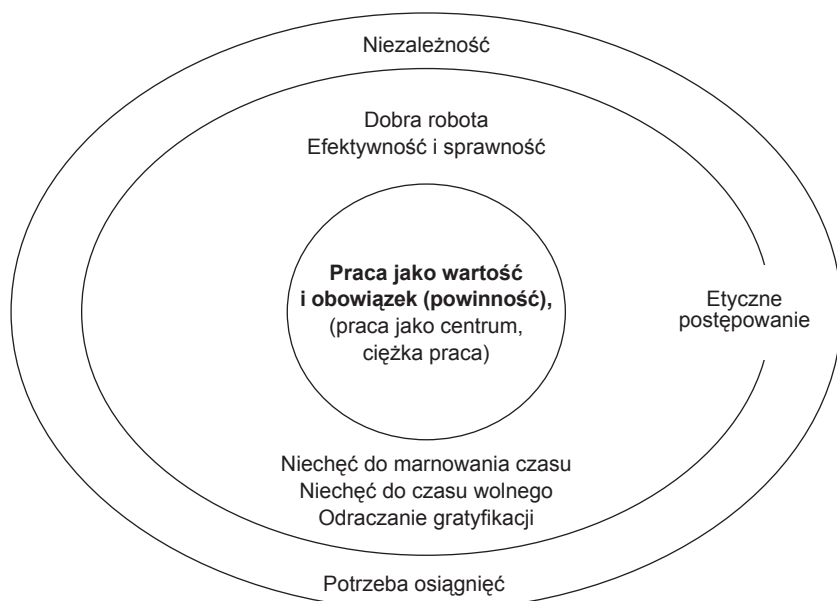 Niezależność
Dobra robota
Efektywność i sprawność
Praca jako wartość
i obowiązek (powinność),
(praca jako centrum,
ciężka praca)
Etyczne
postępowanie
Niechęć do marnowania czasu
Niechęć do czasu wolnego
Odraczanie gratyfikacji
Potrzeba osiągnięć